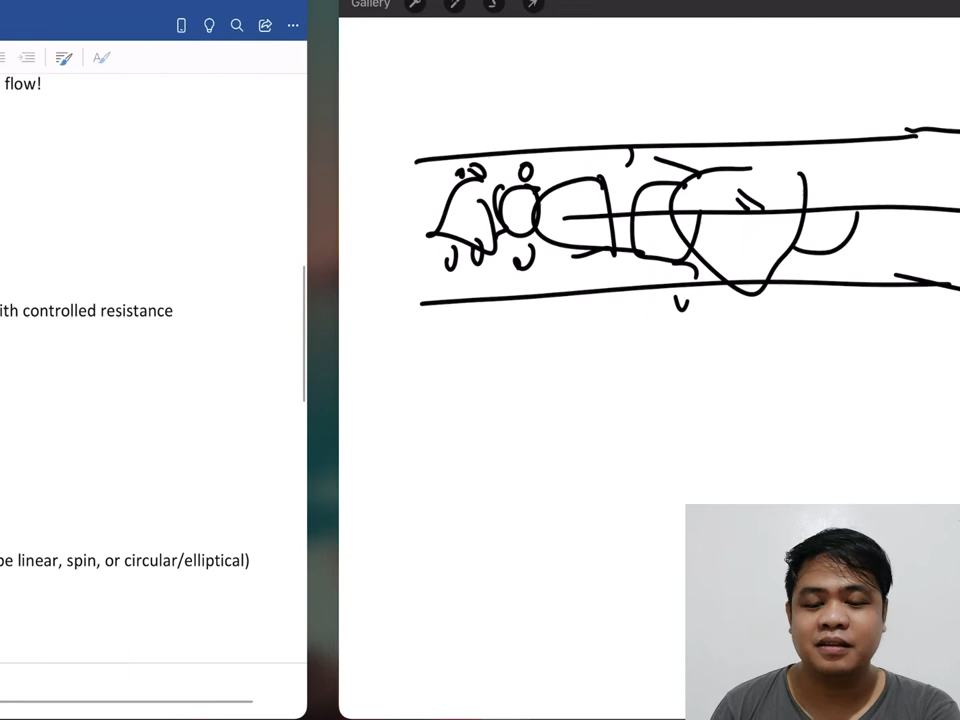 Gallery
flow!
ith controlled resistance
be linear, spin, or circular/elliptical)